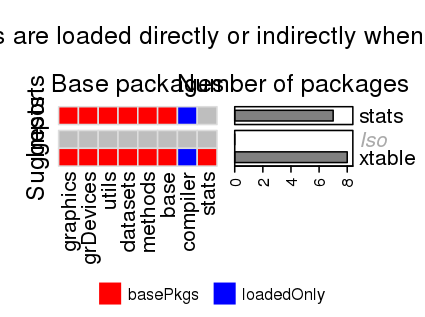 s are loaded directly or indirectly when
Base packages
Number of packages
Imports
stats
Suggests
Iso
xtable
graphics
grDevices
utils
datasets
methods
base
compiler
stats
0 2 4 6 8
basePkgs
loadedOnly